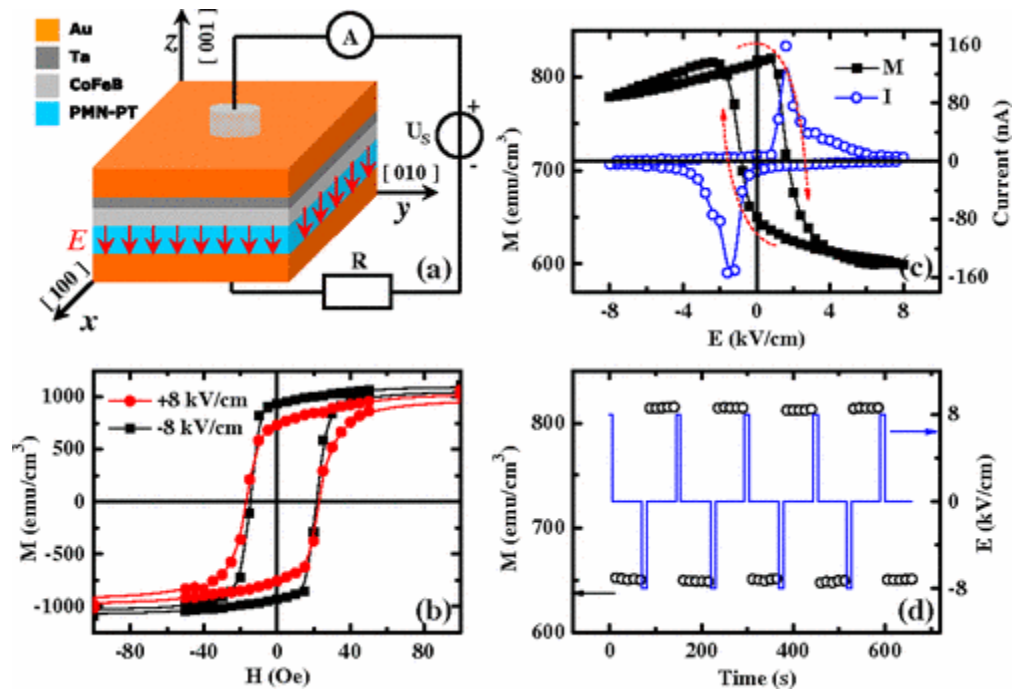 Au
Ta
CoFeB
PMN-PT
z
[001]
A
+
U_S
-
[010]
y
E
R
[100]
x
(a)
800
700
600
M (emu/cm³)
-8 -4 0 4 8
E (kV/cm)
160
80
0
-80
-160
Current (nA)
M
I
(c)
1000
500
0
-500
-1000
M (emu/cm³)
+8 kV/cm
-8 kV/cm
-80 -40 0 40 80
H (Oe)
(b)
800
700
600
M (emu/cm³)
0 200 400 600
Time (s)
8
0
-8
E (kV/cm)
(d)